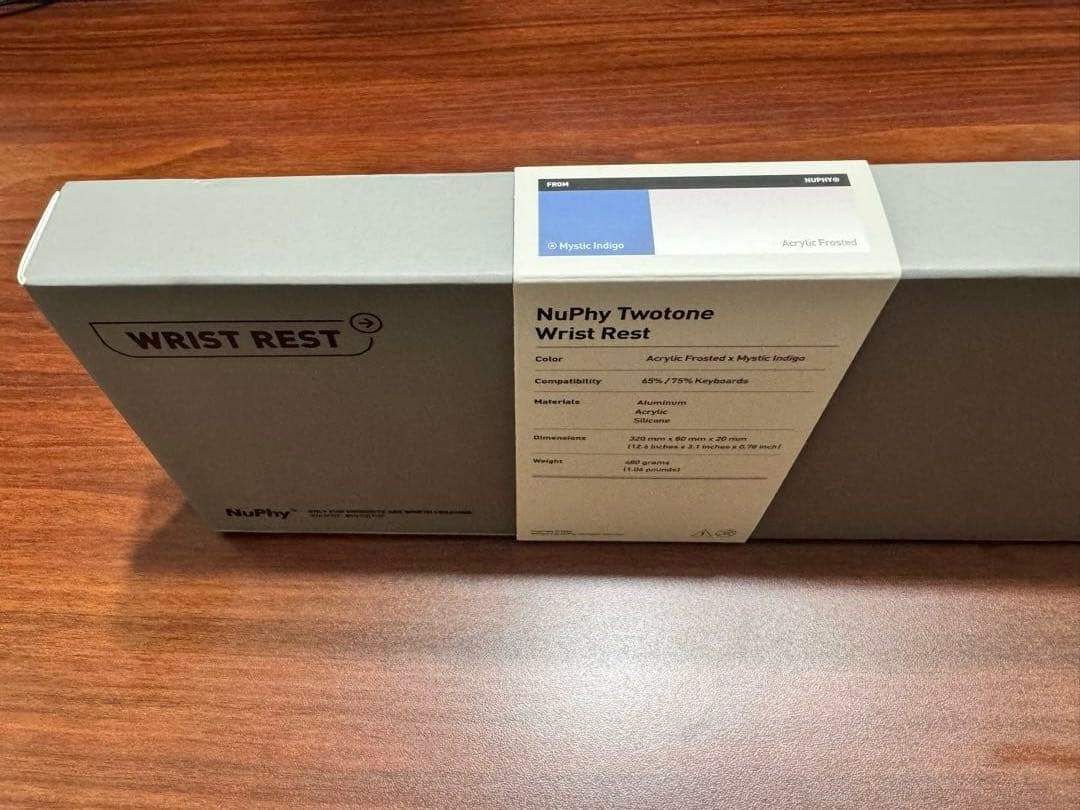 FROM NUPHY®
Mystic Indigo Acrylic Frosted
WRIST REST
NuPhy Twotone
Wrist Rest
Color Acrylic Frosted x Mystic Indigo
Compatibility 65% / 75% Keyboards
Materials Aluminum
Acrylic
Silicone
Dimensions 320 mm x 80 mm x 20 mm
(12.6 inches x 3.1 inches x 0.78 inch)
Weight 480 grams
(1.06 pounds)
NuPhy™